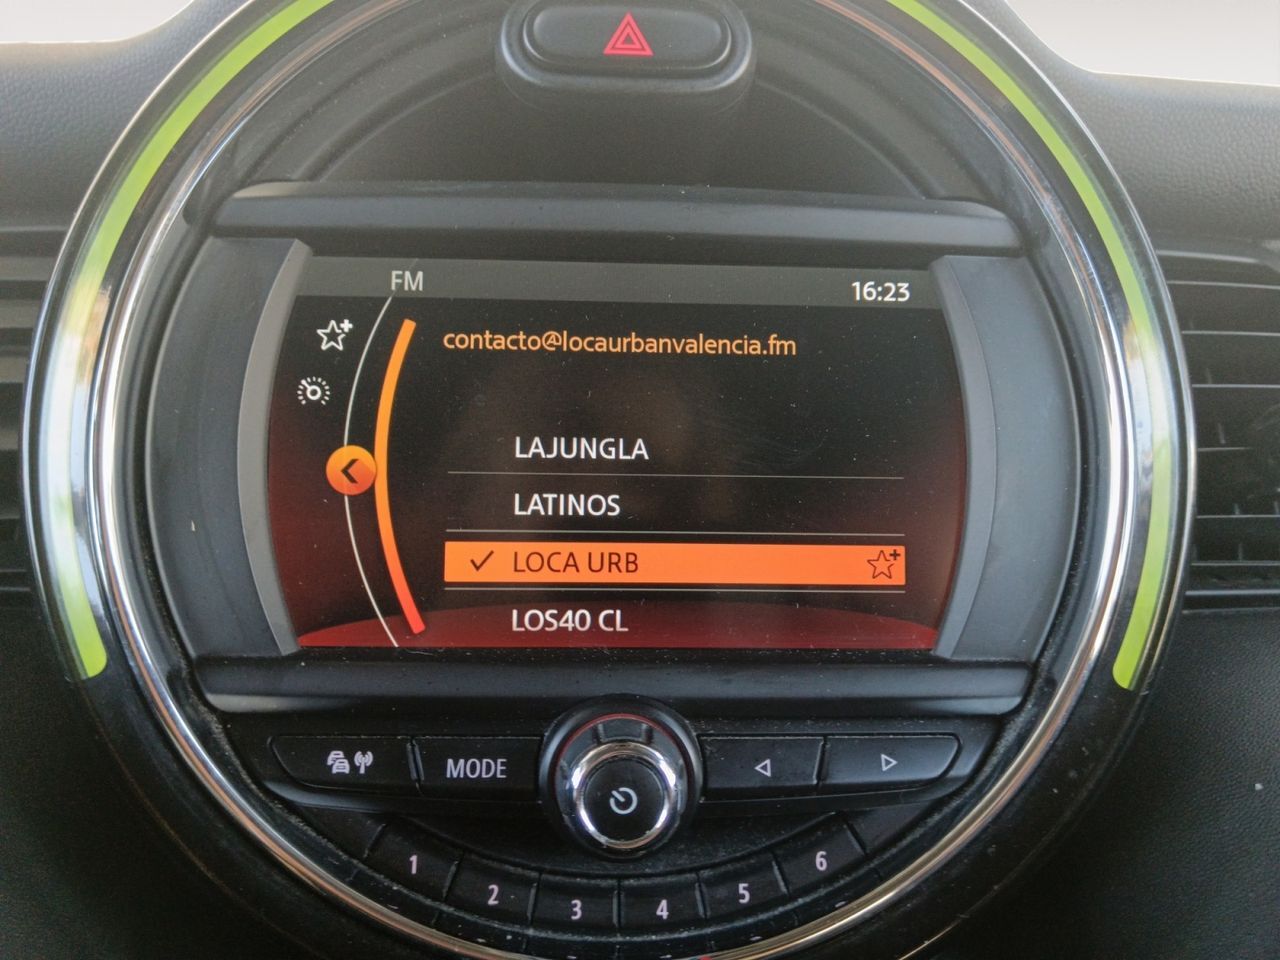 FM
16:23
contacto@locaurbanvalencia.fm
LAJUNGLA
LATINOS
LOCA URB
LOS40 CL
MODE
1
2
3
4
5
6